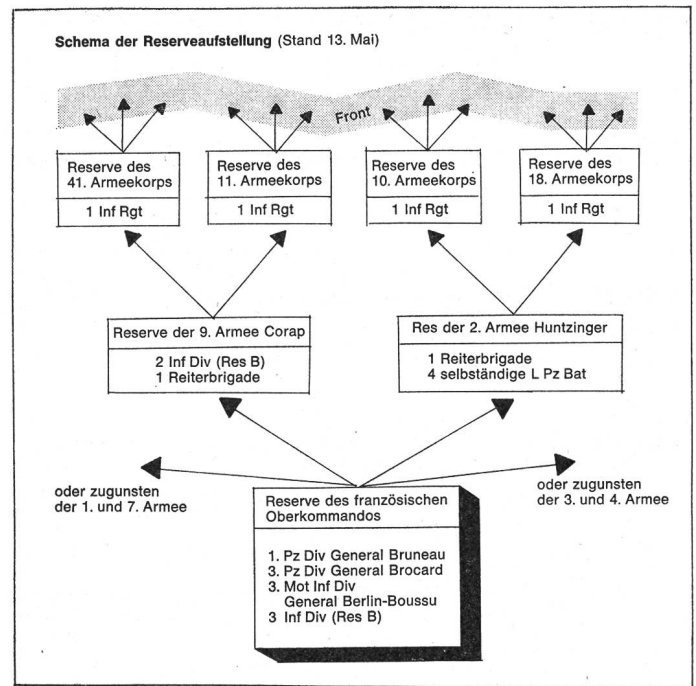 Schema der Reserveaufstellung (Stand 13. Mai)
Front
Reserve des
41. Armeekorps
1 Inf Rgt
Reserve des
11. Armeekorps
1 Inf Rgt
Reserve des
10. Armeekorps
1 Inf Rgt
Reserve des
18. Armeekorps
1 Inf Rgt
Reserve der 9. Armee Corap
2 Inf Div (Res B)
1 Reiterbrigade
Res der 2. Armee Huntzinger
1 Reiterbrigade
4 selbständige L Pz Bat
oder zugunsten
der 1. und 7. Armee
oder zugunsten
der 3. und 4. Armee
Reserve des französischen
Oberkommandos
1. Pz Div General Bruneau
3. Pz Div General Brocard
3. Mot Inf Div
General Berlin-Boussu
3 Inf Div (Res B)